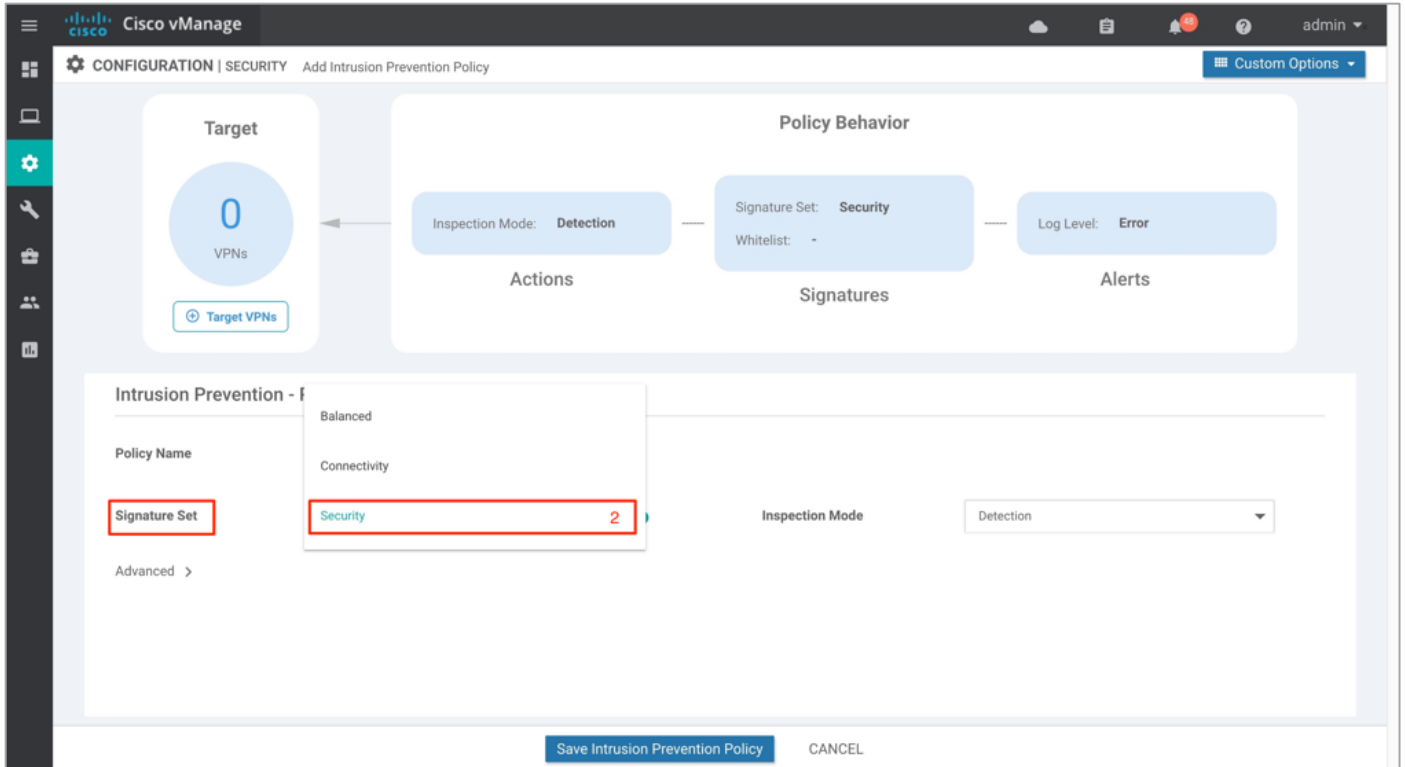 cisco Cisco vManage
48
admin
CONFIGURATION | SECURITY Add Intrusion Prevention Policy
Custom Options
Target
Policy Behavior
0
VPNs
Target VPNs
Inspection Mode: Detection
Actions
Signature Set: Security
Whitelist: -
Signatures
Log Level: Error
Alerts
Intrusion Prevention -
Balanced
Policy Name
Connectivity
Signature Set
Security 2
Inspection Mode
Detection
Advanced >
Save Intrusion Prevention Policy
CANCEL